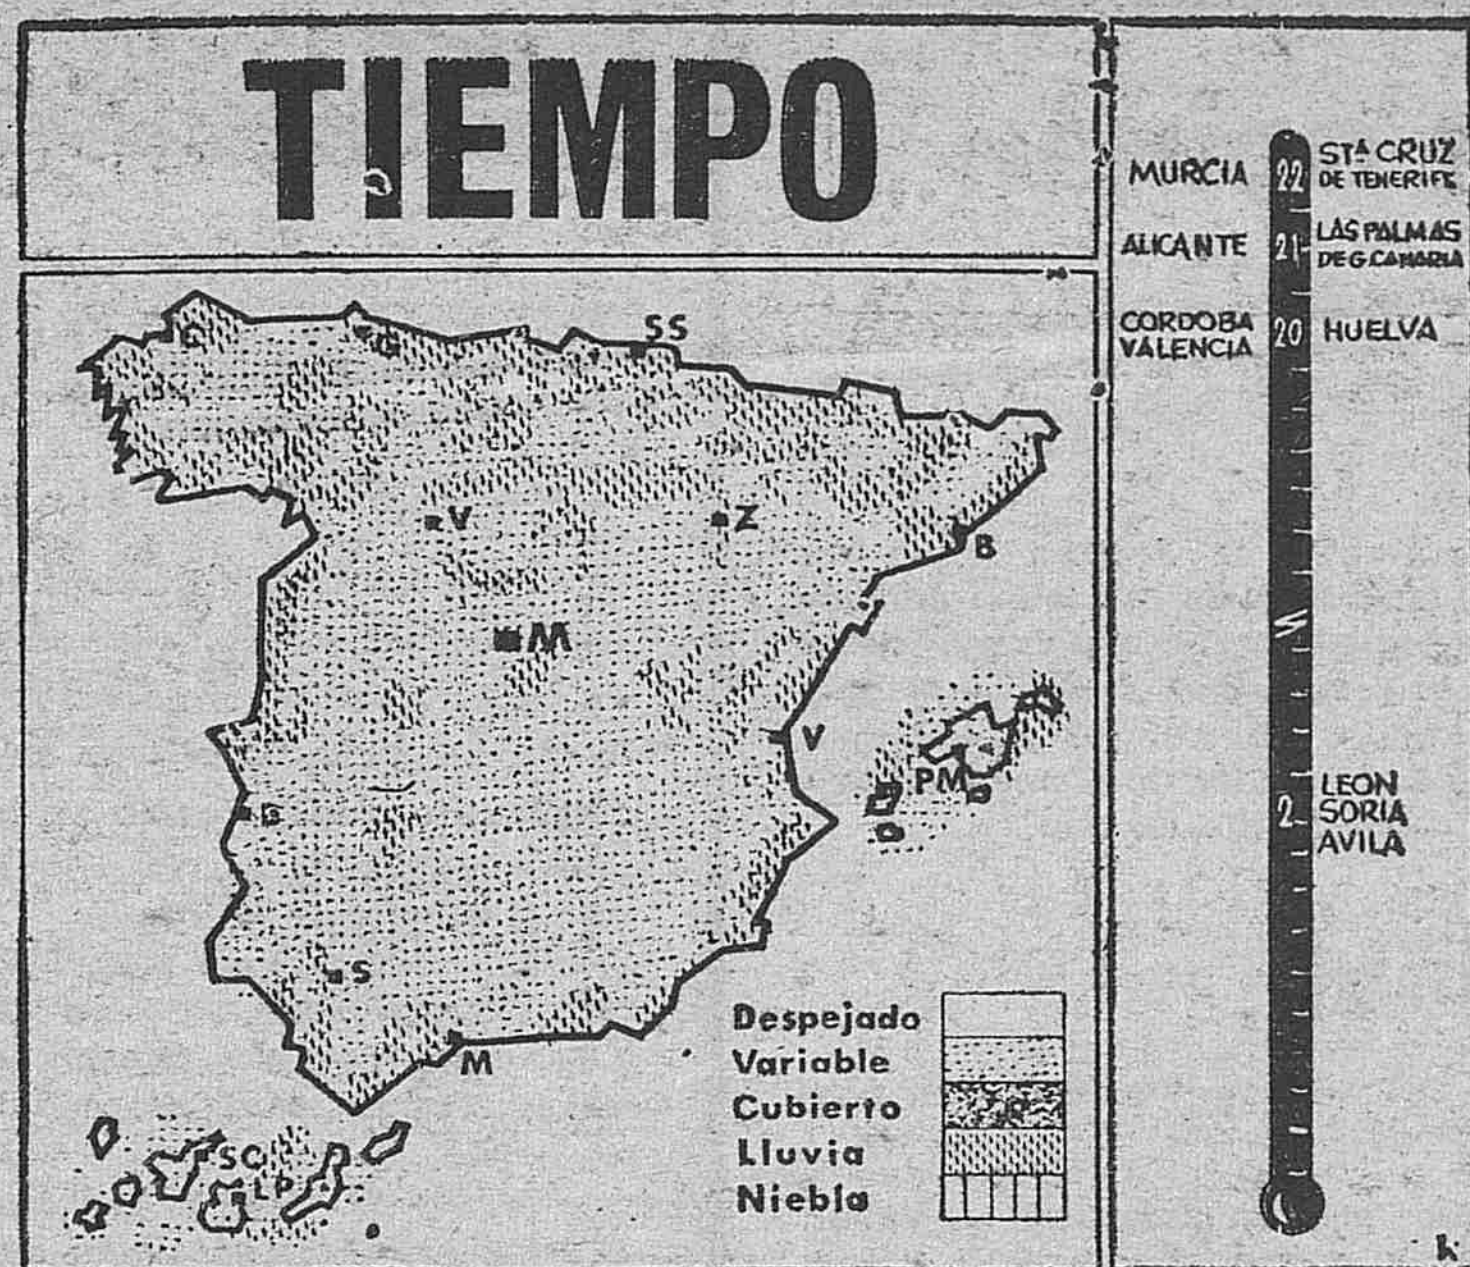 TIEMPO
MURCIA 22 STA CRUZ
DE TENERIFE
ALICANTE 21 LAS PALMAS
DE G. CANARIA
CORDOBA 20 HUELVA
VALENCIA
LEON
2 SORIA
AVILA
C
G
SS
V
Z
B
M
V
PM
B
S
M
SC
LP
Despejado
Variable
Cubierto
Lluvia
Niebla